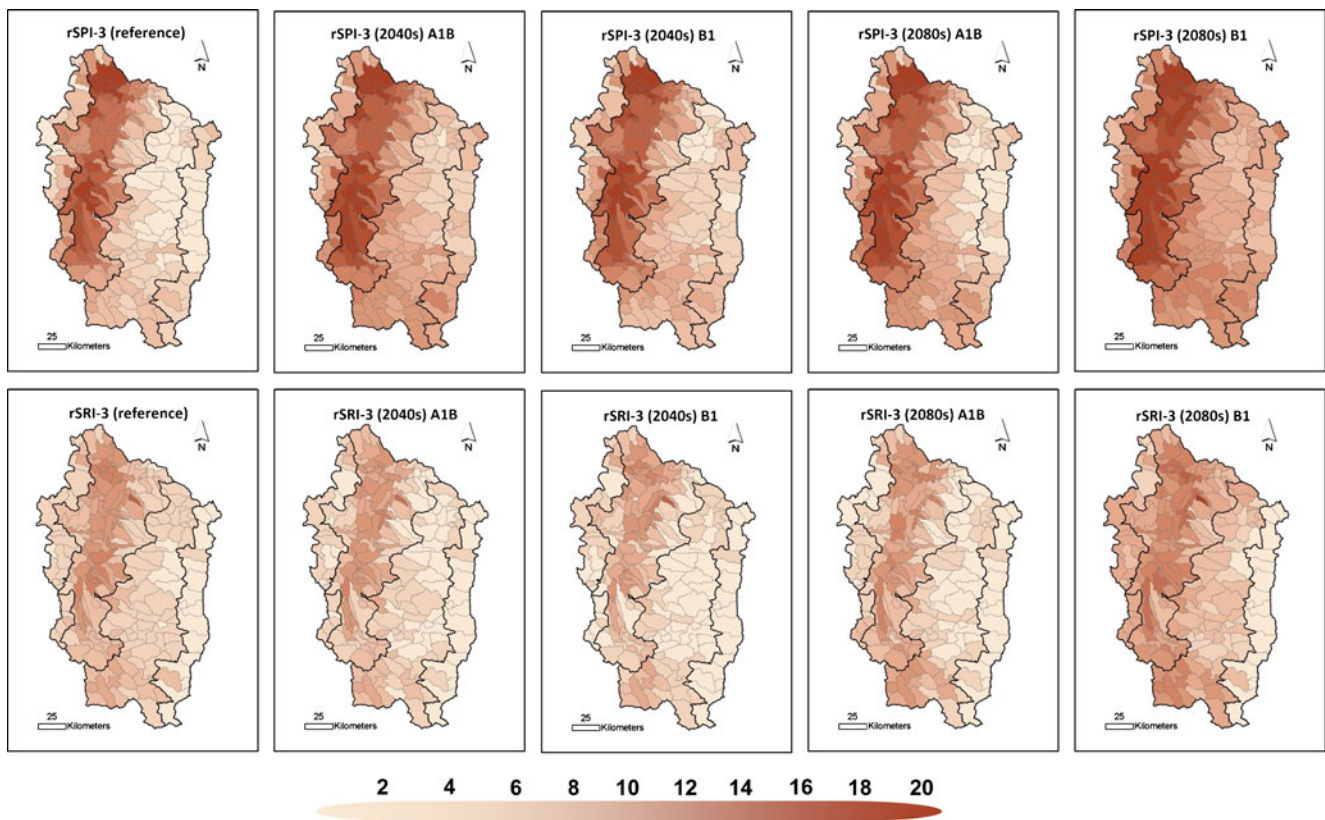 rSPI-3 (reference)
N
25
Kilometers
rSPI-3 (2040s) A1B
N
25
Kilometers
rSPI-3 (2040s) B1
N
25
Kilometers
rSPI-3 (2080s) A1B
N
25
Kilometers
rSPI-3 (2080s) B1
N
25
Kilometers
rSRI-3 (reference)
N
25
Kilometers
rSRI-3 (2040s) A1B
N
25
Kilometers
rSRI-3 (2040s) B1
N
25
Kilometers
rSRI-3 (2080s) A1B
N
25
Kilometers
rSRI-3 (2080s) B1
N
25
Kilometers
2 4 6 8 10 12 14 16 18 20